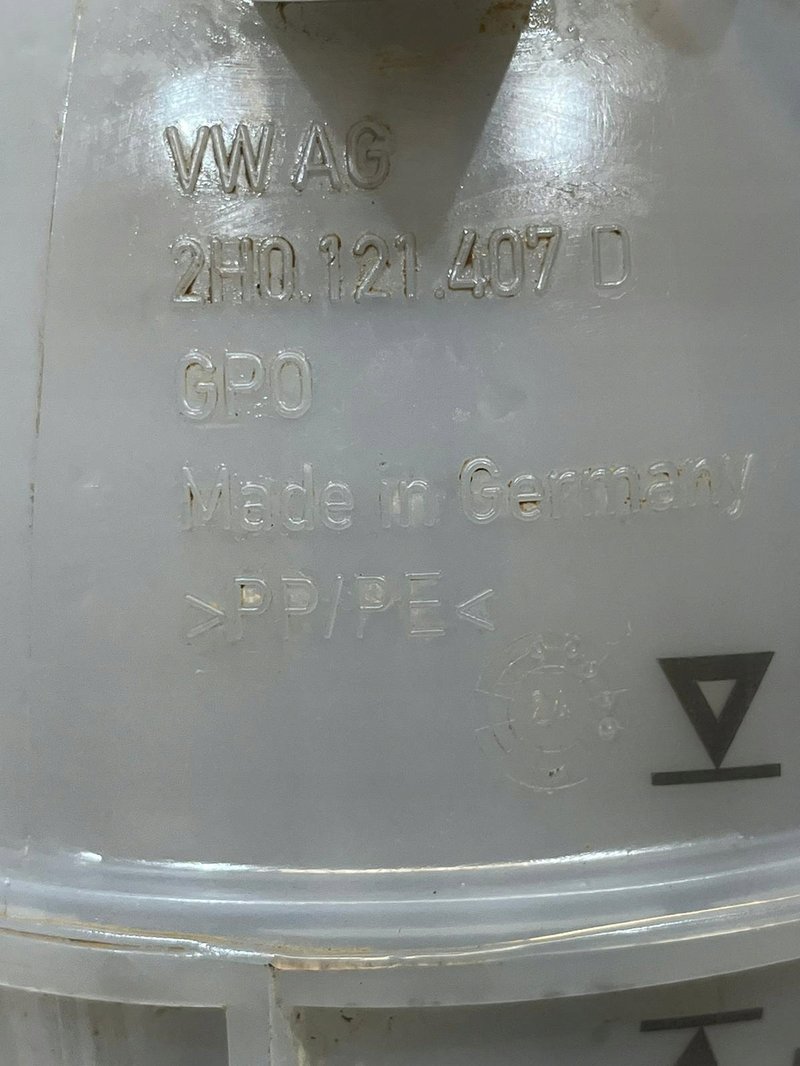 VW AG
2H0.121.407 D
GPO
Made in Germany
>PP/PE<